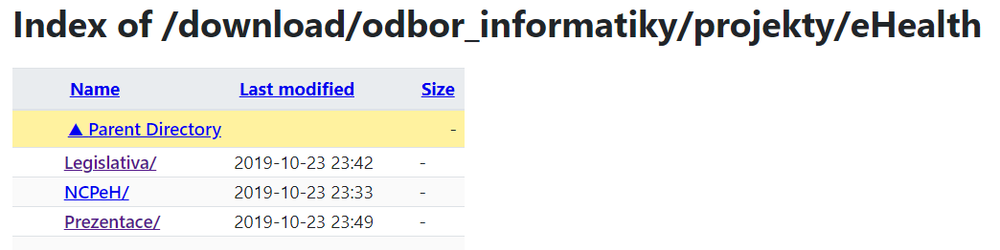 Index of /download/odbor_informatiky/projekty/eHealth
Name Last modified Size
▲ Parent Directory -
Legislativa/ 2019-10-23 23:42 -
NCPeH/ 2019-10-23 23:33 -
Prezentace/ 2019-10-23 23:49 -